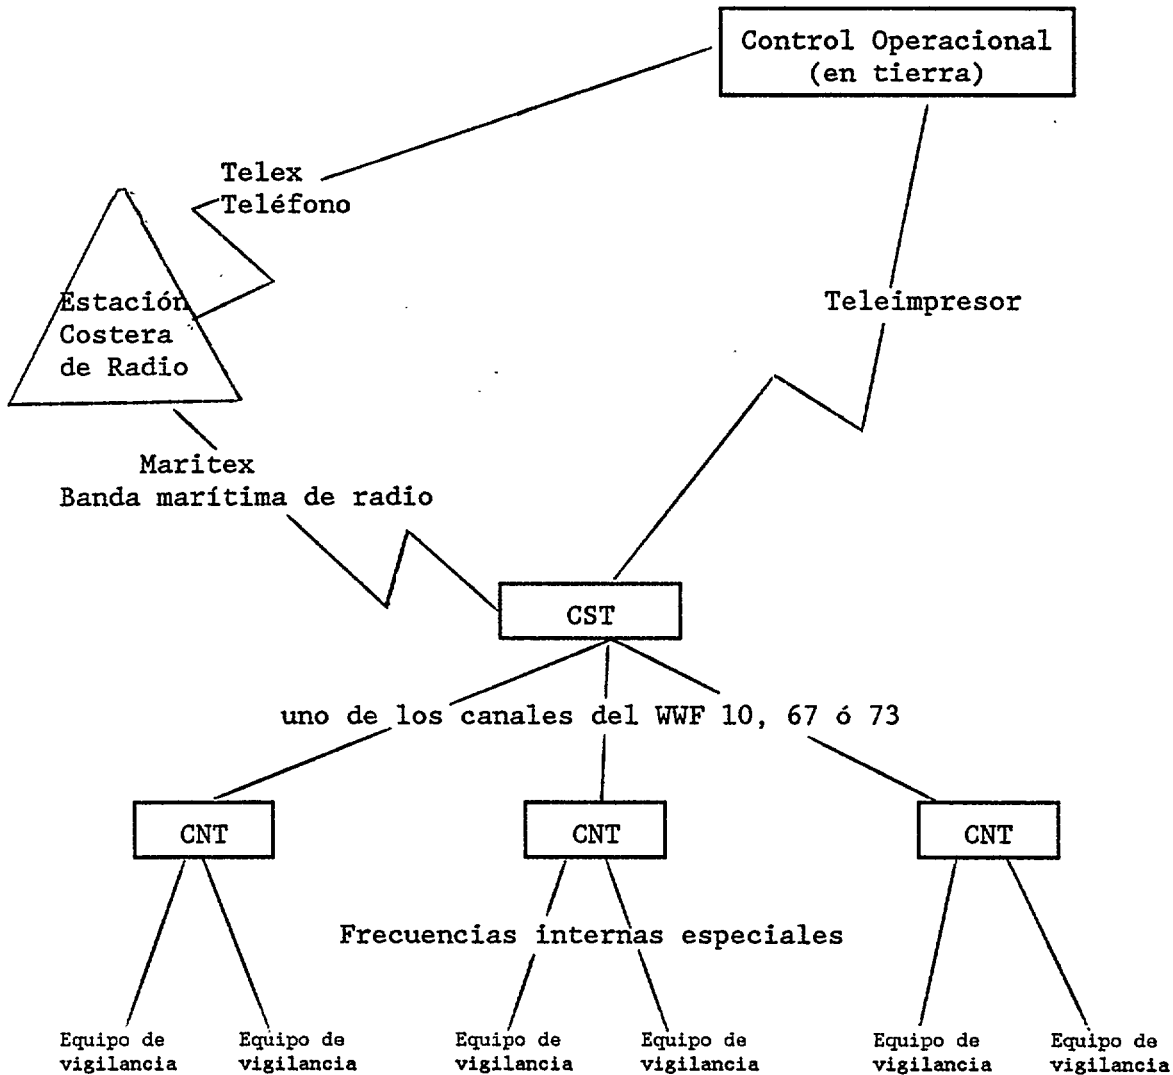 Control Operacional
(en tierra)
Telex
Teléfono
Estación
Costera
de Radio
Teleimpresor
Maritex
Banda marítima de radio
CST
uno de los canales del WWF 10, 67 ó 73
CNT
CNT
CNT
Frecuencias internas especiales
Equipo de
vigilancia
Equipo de
vigilancia
Equipo de
vigilancia
Equipo de
vigilancia
Equipo de
vigilancia
Equipo de
vigilancia